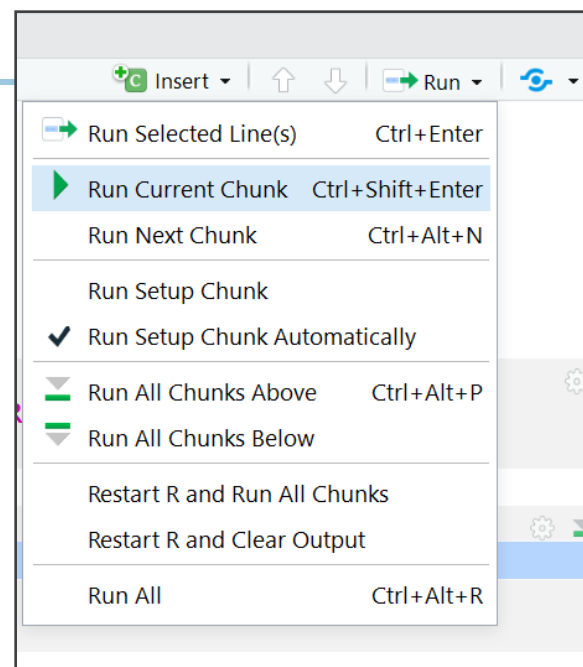 Insert Run
Run Selected Line(s) Ctrl+Enter
Run Current Chunk Ctrl+Shift+Enter
Run Next Chunk Ctrl+Alt+N
Run Setup Chunk
Run Setup Chunk Automatically
Run All Chunks Above Ctrl+Alt+P
Run All Chunks Below
Restart R and Run All Chunks
Restart R and Clear Output
Run All Ctrl+Alt+R